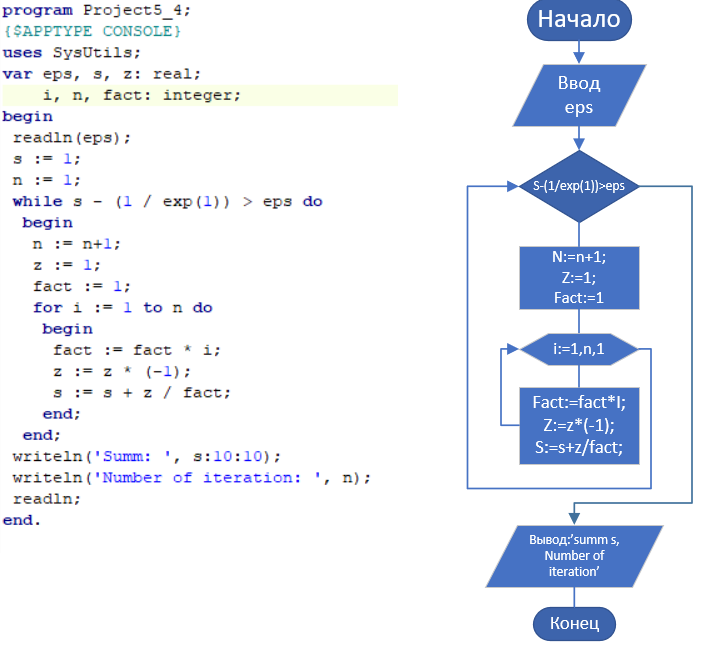 program Project5_4;
{$APPTYPE CONSOLE}
uses SysUtils;
var eps, s, z: real;
i, n, fact: integer;
begin
readln(eps);
s := 1;
n := 1;
while s - (1 / exp(1)) > eps do
begin
n := n+1;
z := 1;
fact := 1;
for i := 1 to n do
begin
fact := fact * i;
z := z * (-1);
s := s + z / fact;
end;
end;
writeln('Summ: ', s:10:10);
writeln('Number of iteration: ', n);
readln;
end.
Начало
Ввод
eps
S-(1/exp(1))>eps
N:=n+1;
Z:=1;
Fact:=1
i:=1,n,1
Fact:=fact*I;
Z:=z*(-1);
S:=s+z/fact;
Вывод:’summ s,
Number of
iteration’
Конец